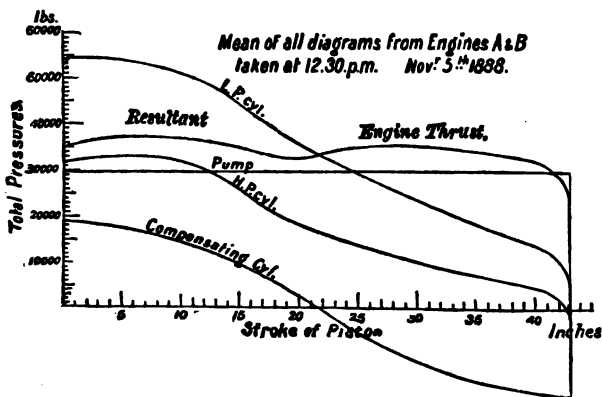 lbs.
60000
Mean of all diagrams from Engines A&B
taken at 12.30.p.m. Novr 5th 1888.
50000
L.P.cyl.
48000
Resultant
Engine Thrust.
Total Pressures.
Pump
30000
H.P.cyl.
20000
Compensating Cyl.
10000
5
10
15
20
25
30
35
40
Stroke of Piston
Inches